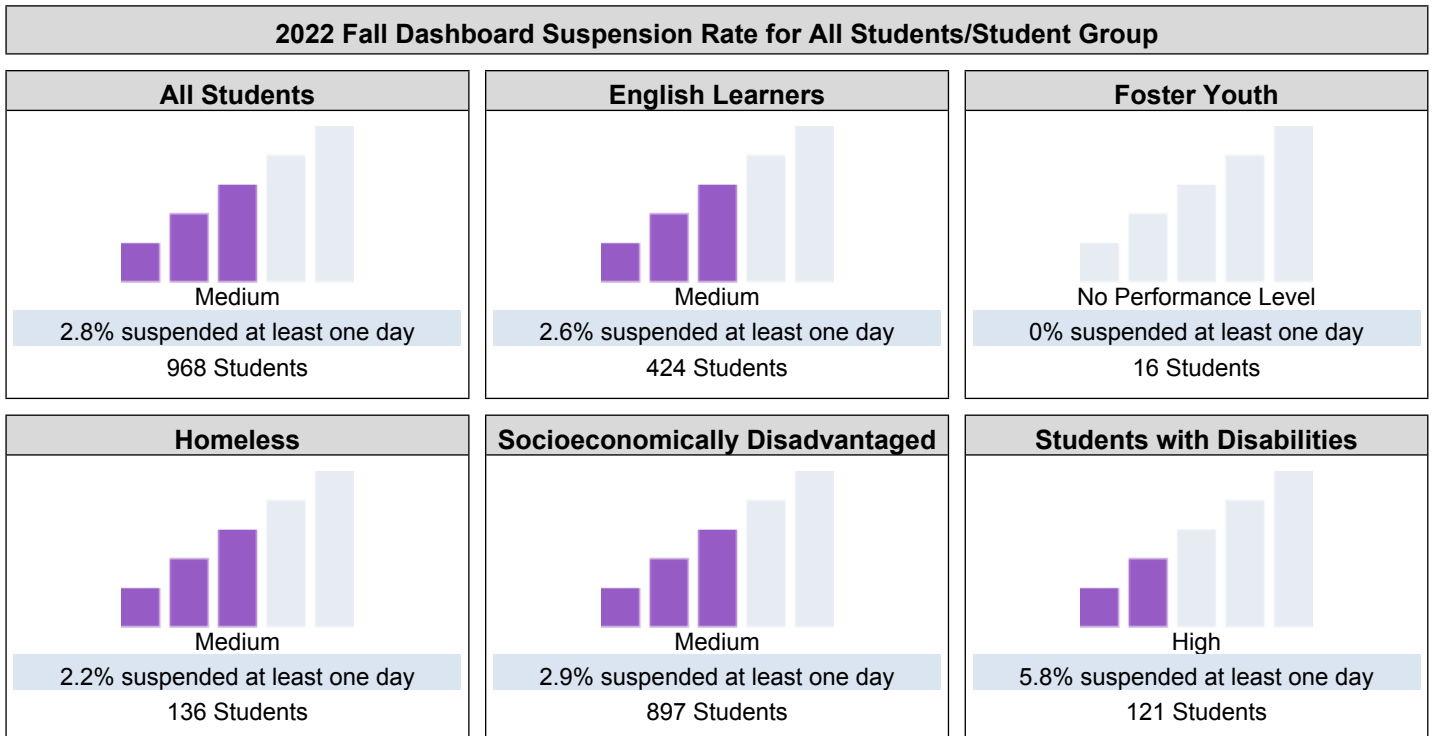 2022 Fall Dashboard Suspension Rate for All Students/Student Group
All Students
Medium
2.8% suspended at least one day
968 Students
English Learners
Medium
2.6% suspended at least one day
424 Students
Foster Youth
No Performance Level
0% suspended at least one day
16 Students
Homeless
Medium
2.2% suspended at least one day
136 Students
Socioeconomically Disadvantaged
Medium
2.9% suspended at least one day
897 Students
Students with Disabilities
High
5.8% suspended at least one day
121 Students